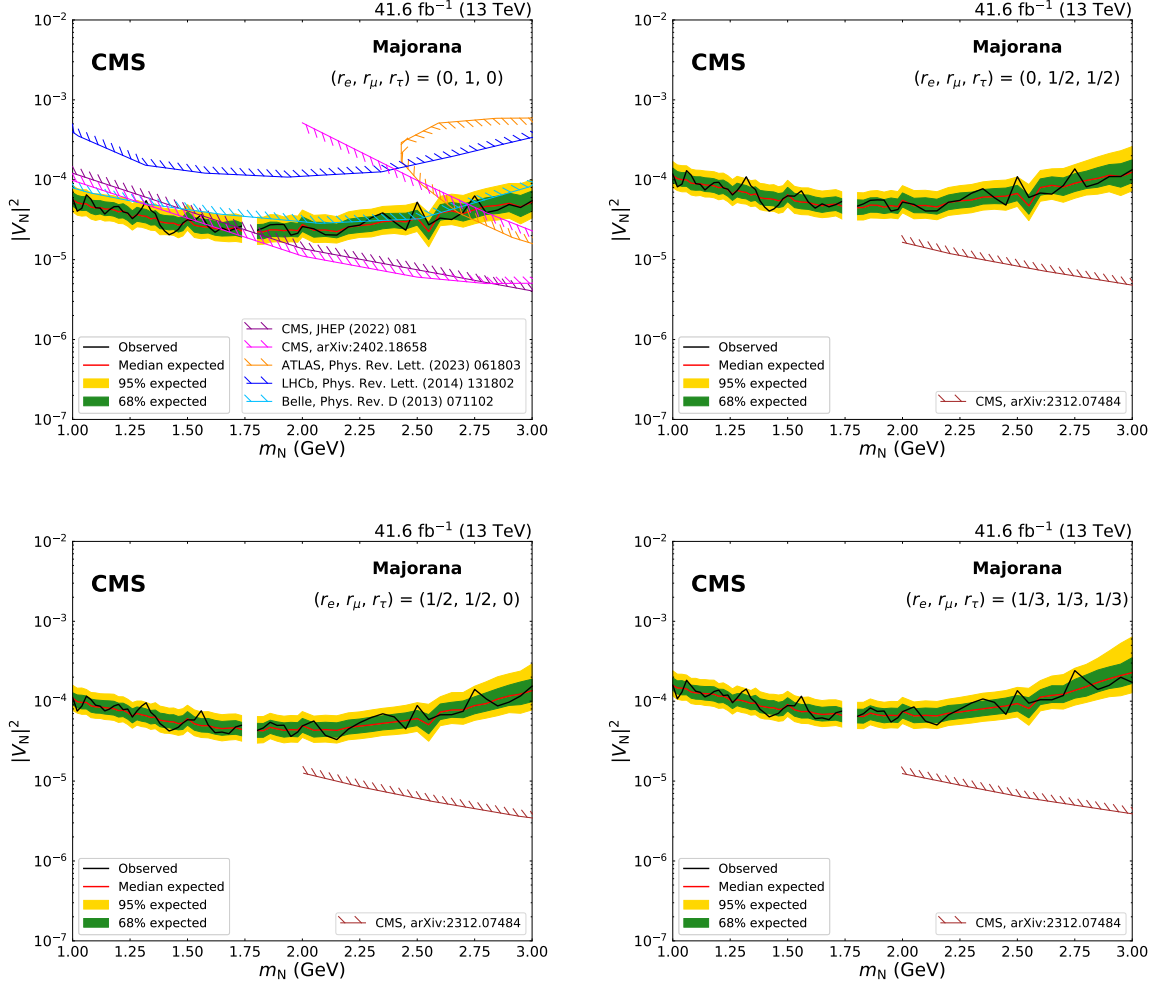 41.6 fb⁻¹ (13 TeV)
CMS
Majorana
(r_e, r_μ, r_τ) = (0, 1, 0)
10⁻²
10⁻³
10⁻⁴
10⁻⁵
10⁻⁶
10⁻⁷
|V_N|²
CMS, JHEP (2022) 081
CMS, arXiv:2402.18658
ATLAS, Phys. Rev. Lett. (2023) 061803
LHCb, Phys. Rev. Lett. (2014) 131802
Belle, Phys. Rev. D (2013) 071102
Observed
Median expected
95% expected
68% expected
1.00 1.25 1.50 1.75 2.00 2.25 2.50 2.75 3.00
m_N (GeV)
41.6 fb⁻¹ (13 TeV)
CMS
Majorana
(r_e, r_μ, r_τ) = (0, 1/2, 1/2)
10⁻²
10⁻³
10⁻⁴
10⁻⁵
10⁻⁶
10⁻⁷
|V_N|²
Observed
Median expected
95% expected
68% expected
CMS, arXiv:2312.07484
1.00 1.25 1.50 1.75 2.00 2.25 2.50 2.75 3.00
m_N (GeV)
41.6 fb⁻¹ (13 TeV)
CMS
Majorana
(r_e, r_μ, r_τ) = (1/2, 1/2, 0)
10⁻²
10⁻³
10⁻⁴
10⁻⁵
10⁻⁶
10⁻⁷
|V_N|²
Observed
Median expected
95% expected
68% expected
CMS, arXiv:2312.07484
1.00 1.25 1.50 1.75 2.00 2.25 2.50 2.75 3.00
m_N (GeV)
41.6 fb⁻¹ (13 TeV)
CMS
Majorana
(r_e, r_μ, r_τ) = (1/3, 1/3, 1/3)
10⁻²
10⁻³
10⁻⁴
10⁻⁵
10⁻⁶
10⁻⁷
|V_N|²
Observed
Median expected
95% expected
68% expected
CMS, arXiv:2312.07484
1.00 1.25 1.50 1.75 2.00 2.25 2.50 2.75 3.00
m_N (GeV)